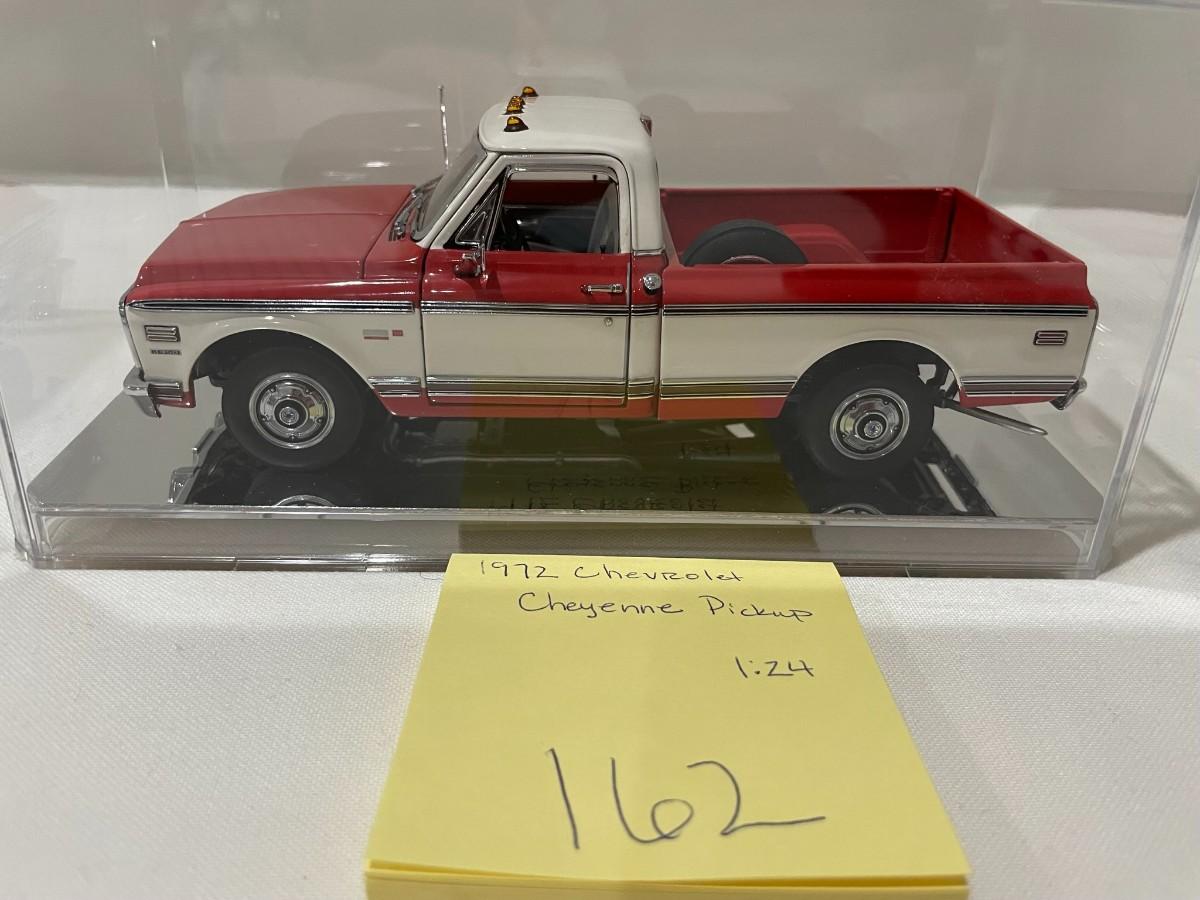 1972 Chevrolet
Cheyenne Pickup
1:24
162